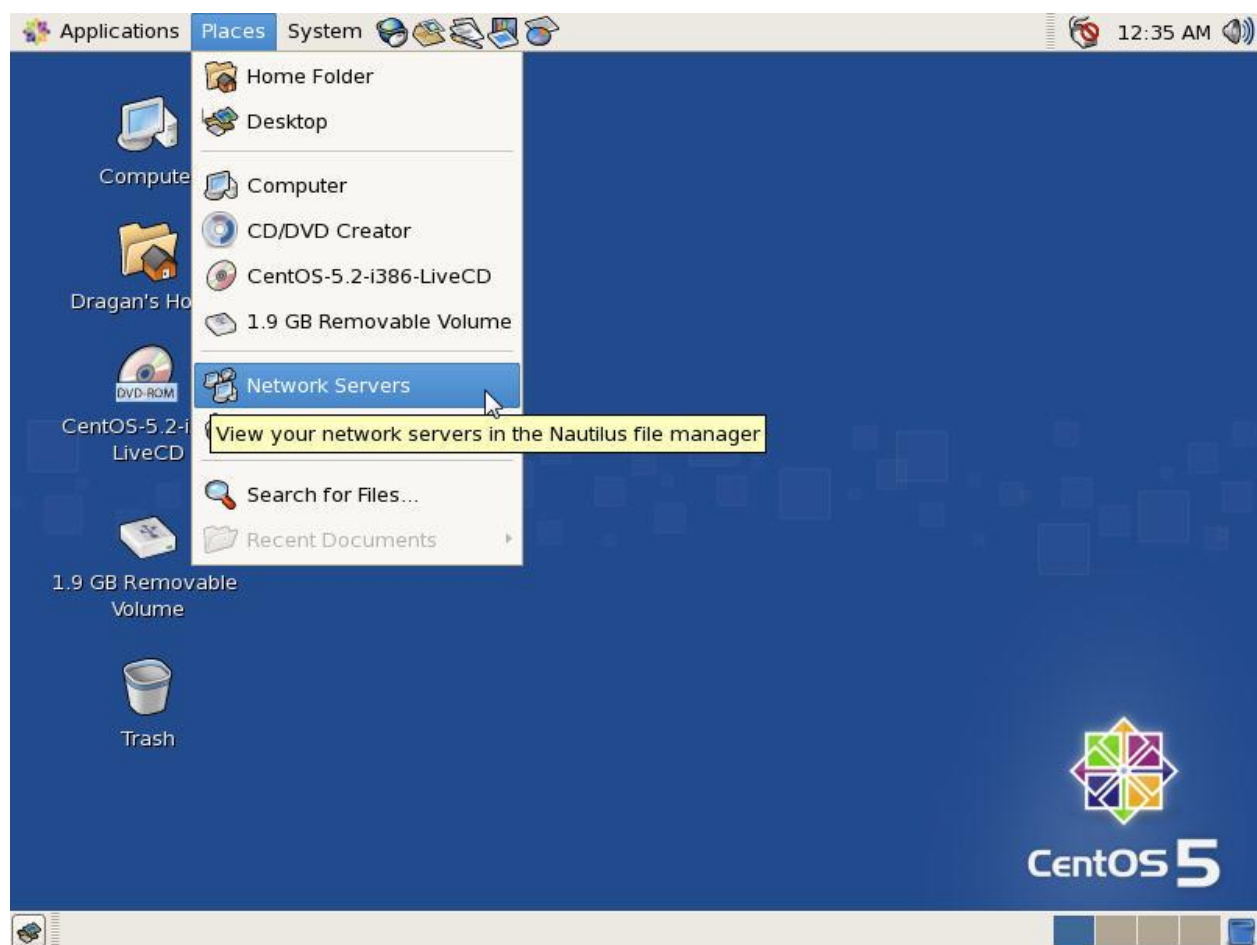 Applications Places System 12:35 AM
Home Folder
Desktop
Computer
CD/DVD Creator
CentOS-5.2-i386-LiveCD
1.9 GB Removable Volume
Network Servers
View your network servers in the Nautilus file manager
Search for Files...
Recent Documents
Compute
Dragan's Ho
DVD-ROM
CentOS-5.2-i
LiveCD
1.9 GB Removable
Volume
Trash
CentOS 5